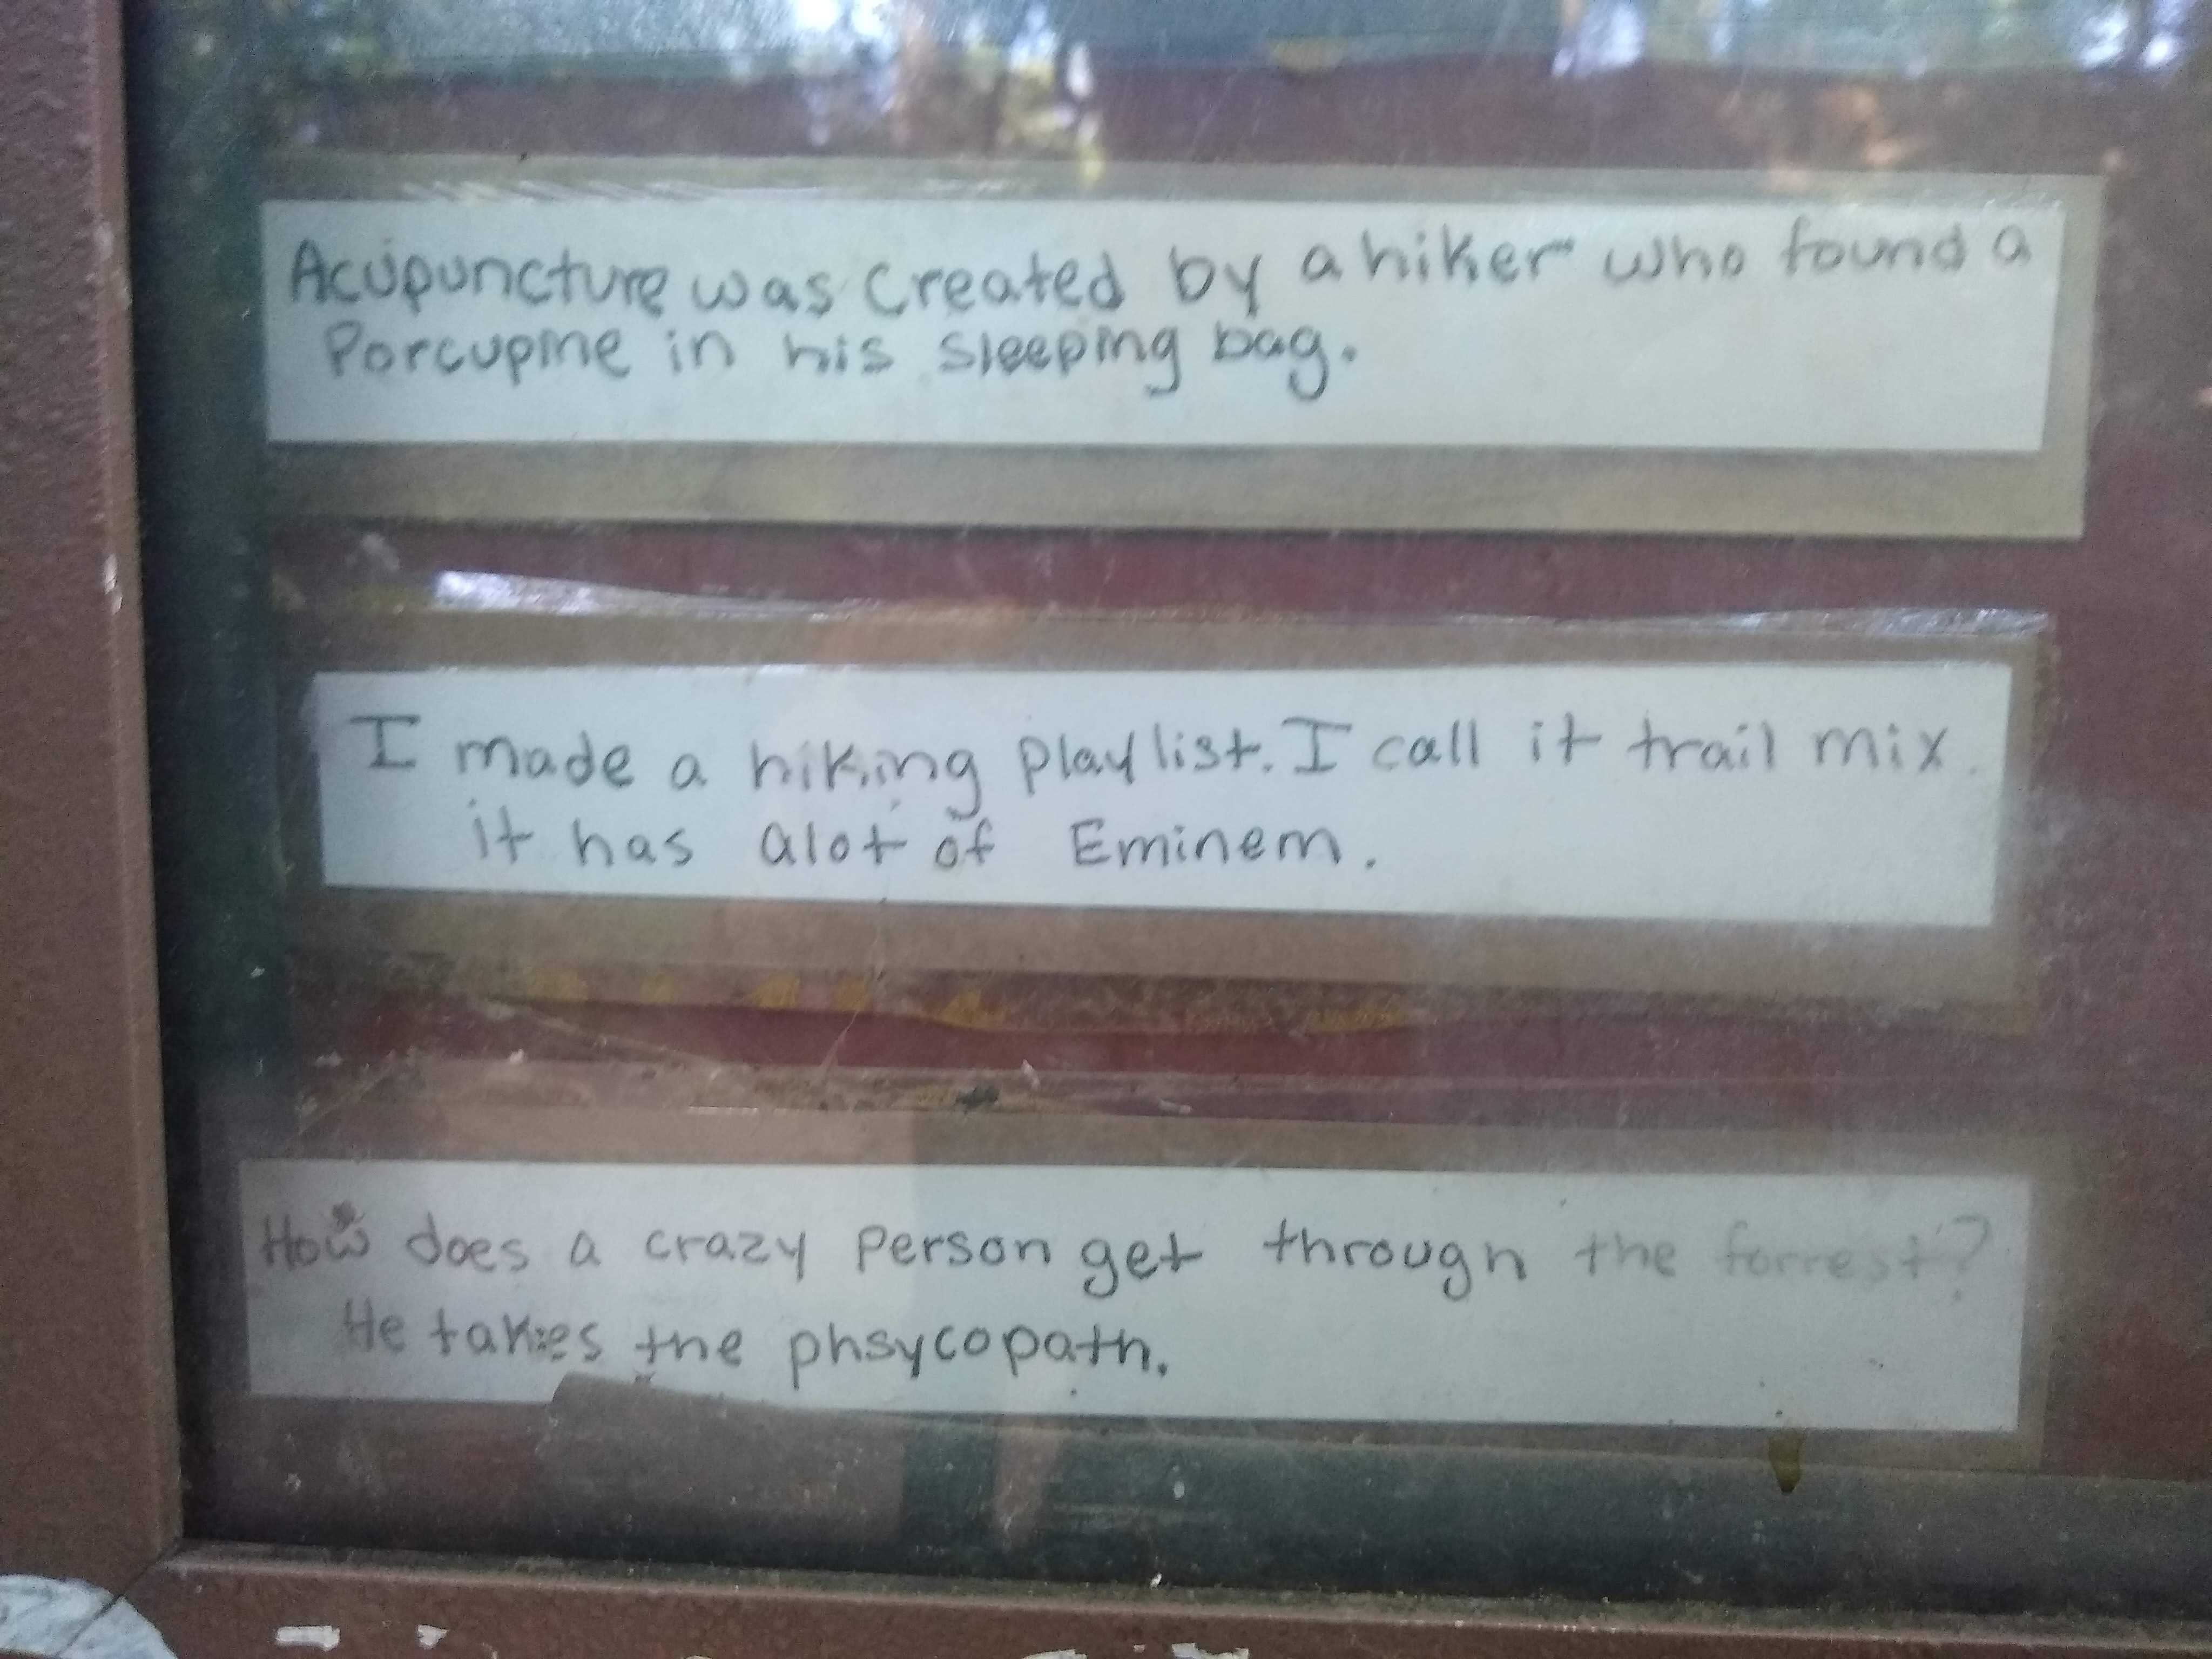 Acupuncture was created by a hiker who found a
Porcupine in his sleeping bag.
I made a hiking playlist. I call it trail mix.
it has alot of Eminem.
How does a crazy person get through the forrest?
He takes the phsycopath.